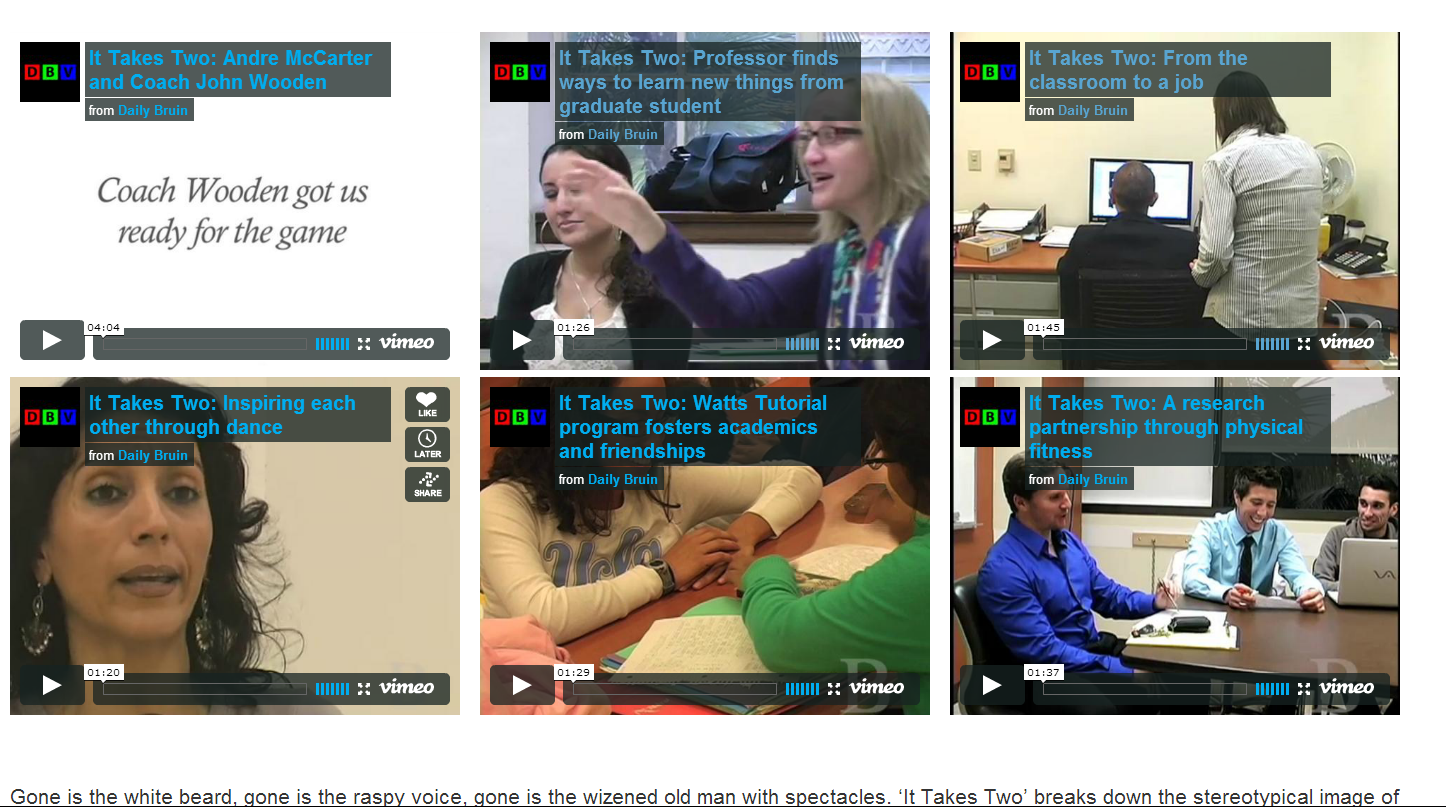 DBV
It Takes Two: Andre McCarter
and Coach John Wooden
from Daily Bruin
Coach Wooden got us
ready for the game
04:04
vimeo
DBV
It Takes Two: Professor finds
ways to learn new things from
graduate student
from Daily Bruin
01:26
vimeo
DBV
It Takes Two: From the
classroom to a job
from Daily Bruin
01:45
B
vimeo
DBV
It Takes Two: Inspiring each
other through dance
from Daily Bruin
LIKE
LATER
SHARE
01:20
vimeo
DBV
It Takes Two: Watts Tutorial
program fosters academics
and friendships
from Daily Bruin
Ucla
01:29
B
vimeo
DBV
It Takes Two: A research
partnership through physical
fitness
from Daily Bruin
VA
01:37
B
vimeo
Gone is the white beard, gone is the raspy voice, gone is the wizened old man with spectacles. ‘It Takes Two’ breaks down the stereotypical image of